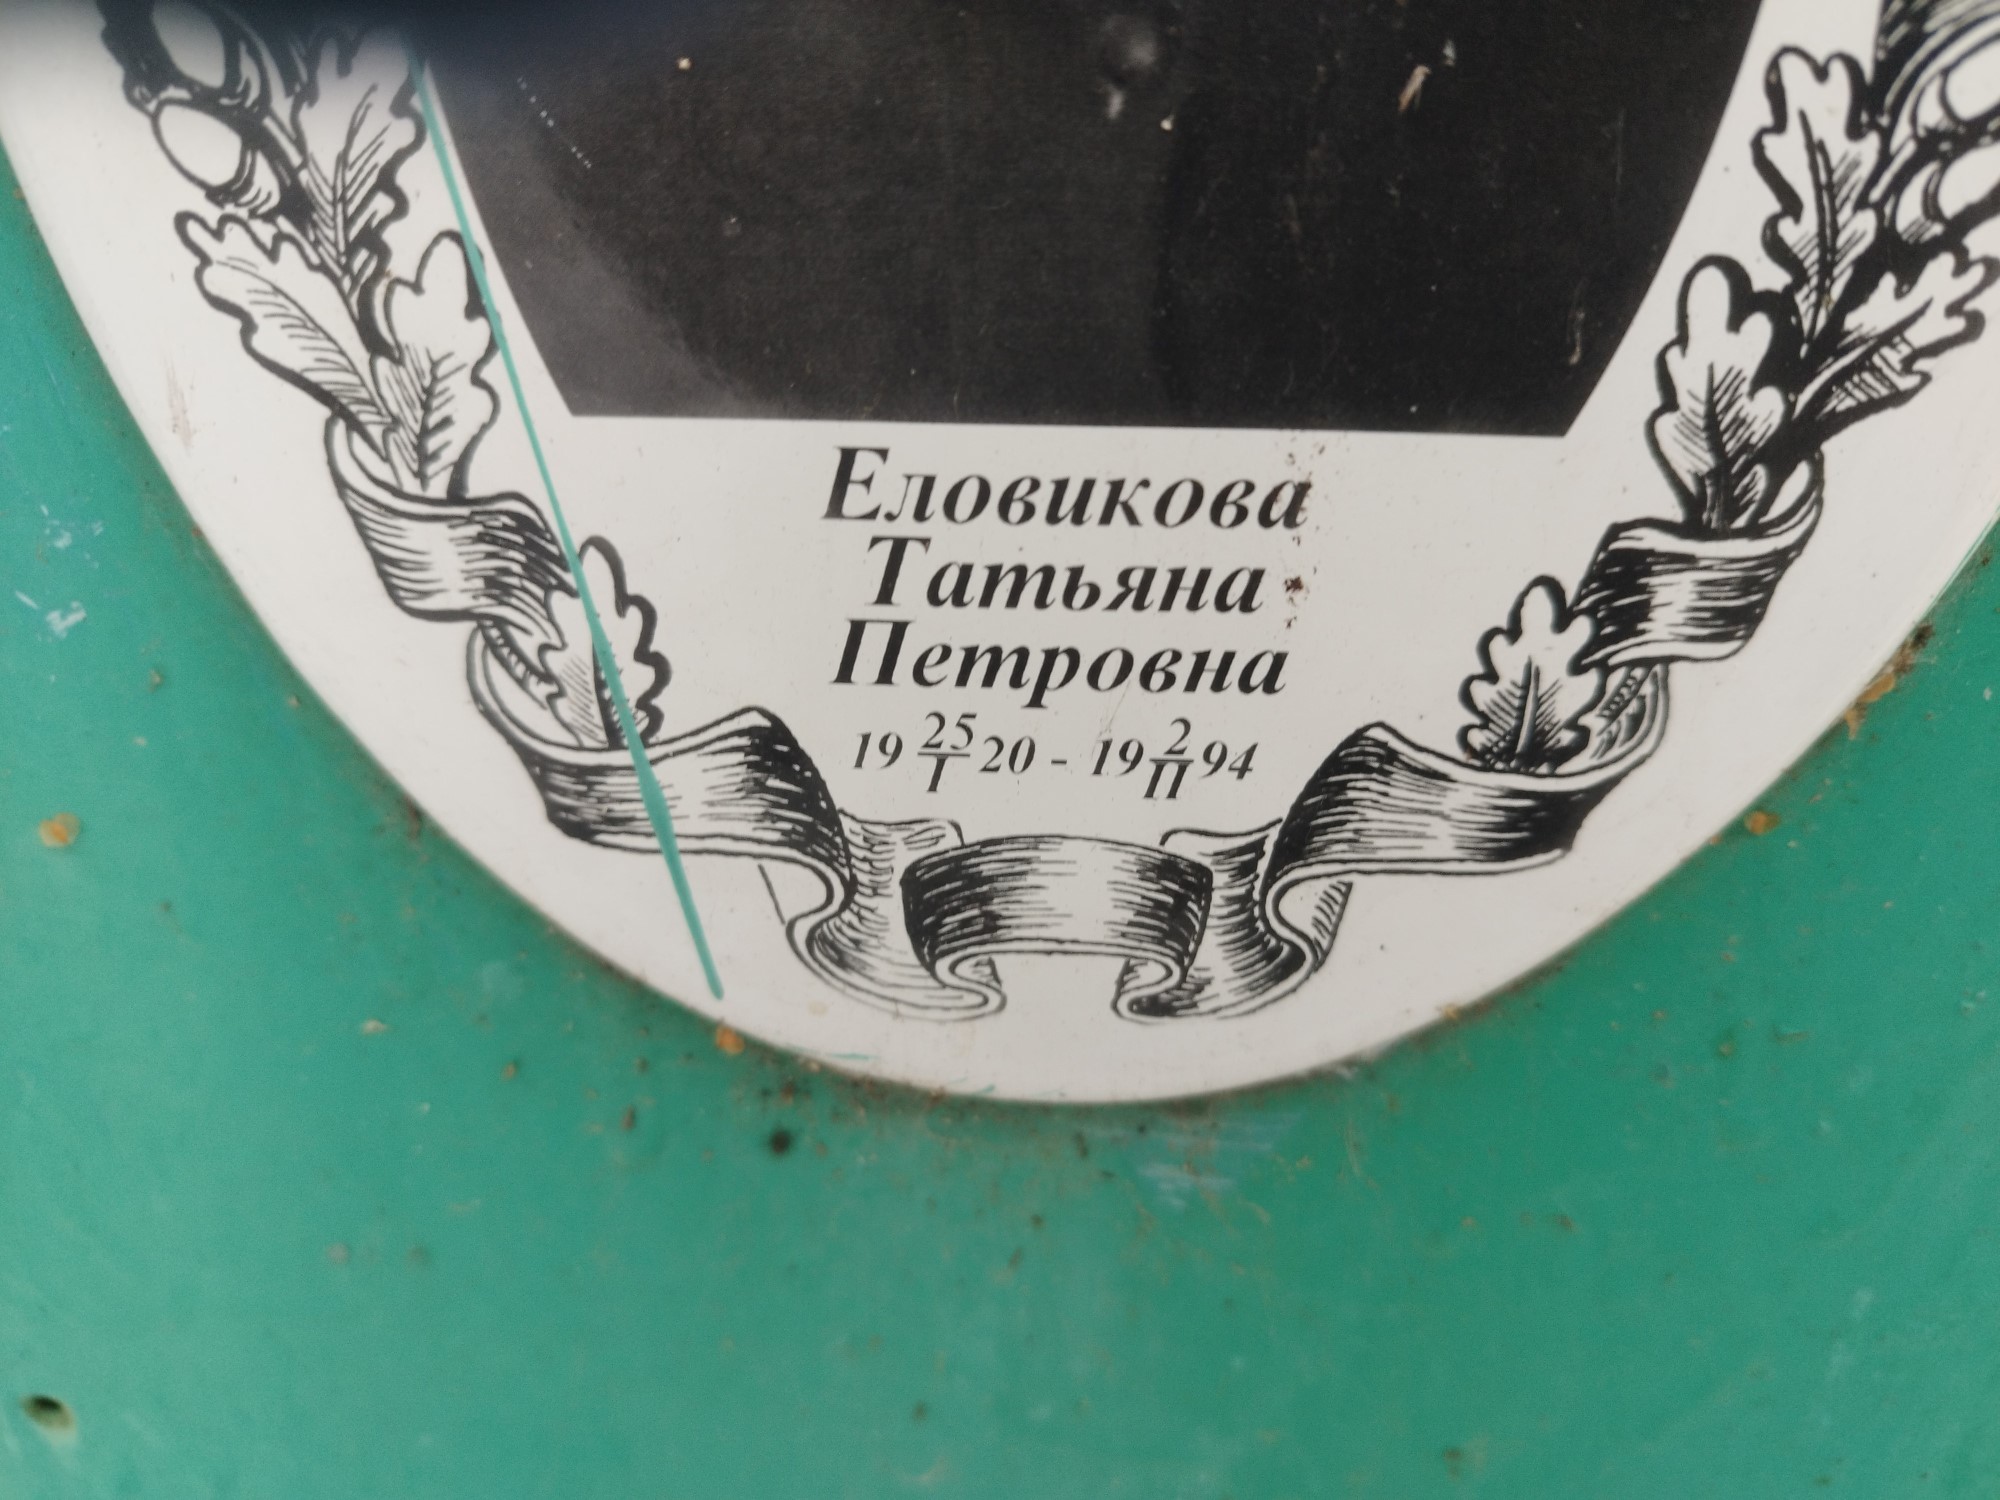 Еловикова
Татьяна
Петровна
19 25/I 20 - 19 2/II 94